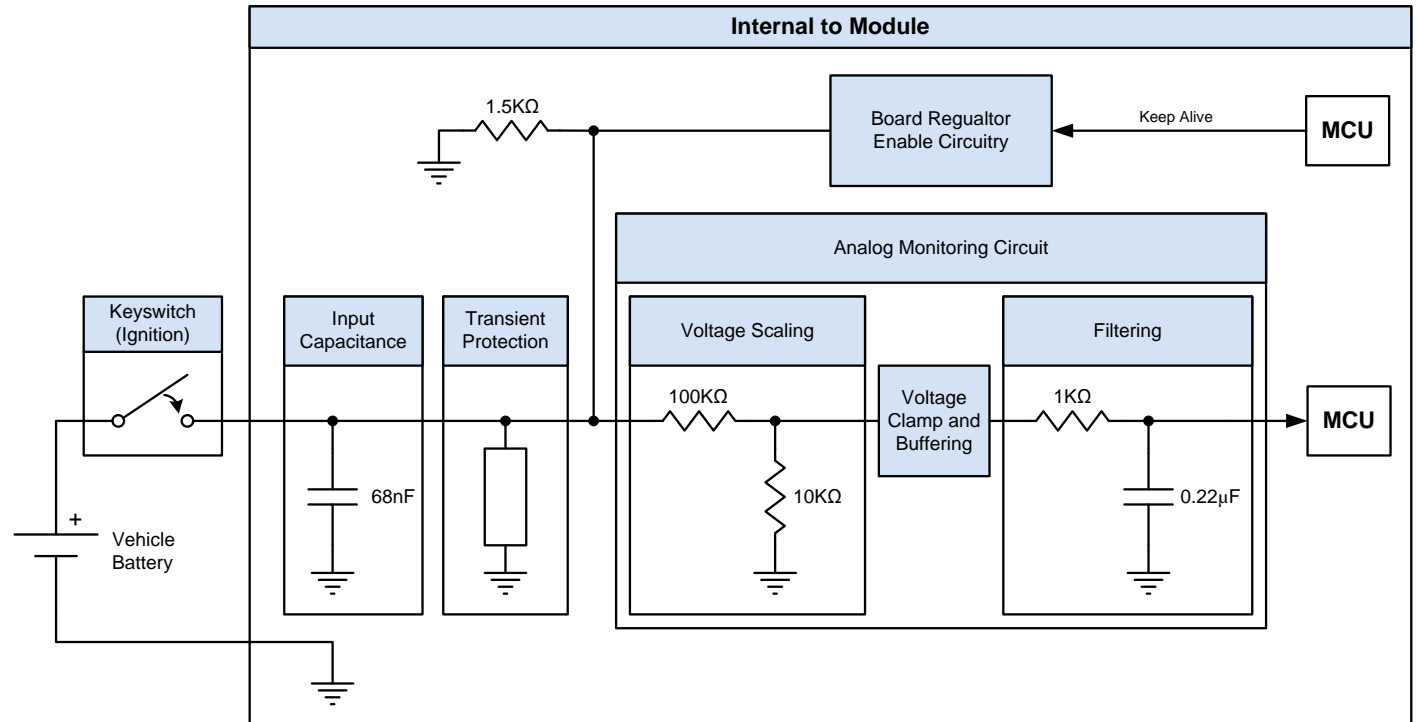 Internal to Module
1.5KΩ
Board Regualtor
Enable Circuitry
Keep Alive
MCU
Analog Monitoring Circuit
Keyswitch
(Ignition)
Input
Capacitance
Transient
Protection
Voltage Scaling
Filtering
100KΩ
Voltage
Clamp and
Buffering
1KΩ
MCU
68nF
10KΩ
0.22μF
+
Vehicle
Battery